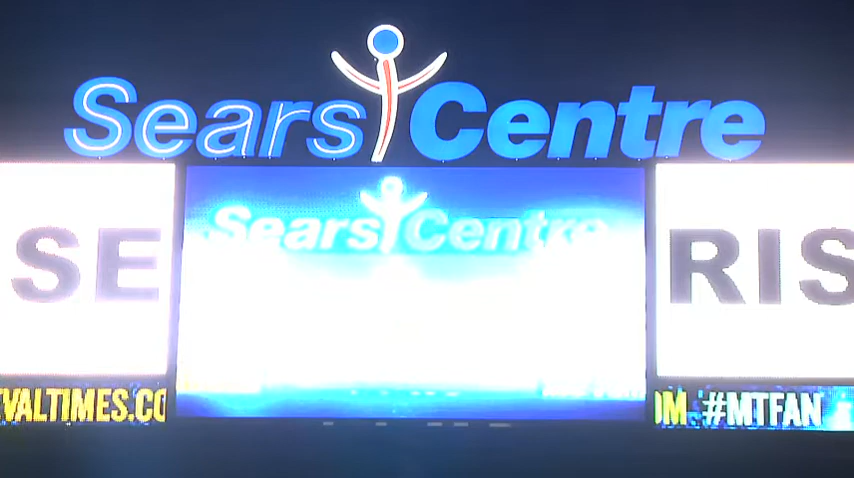 Sears Centre
Sears Centre
SE
RIS
VALTIMES.CO
OM #MTFAN